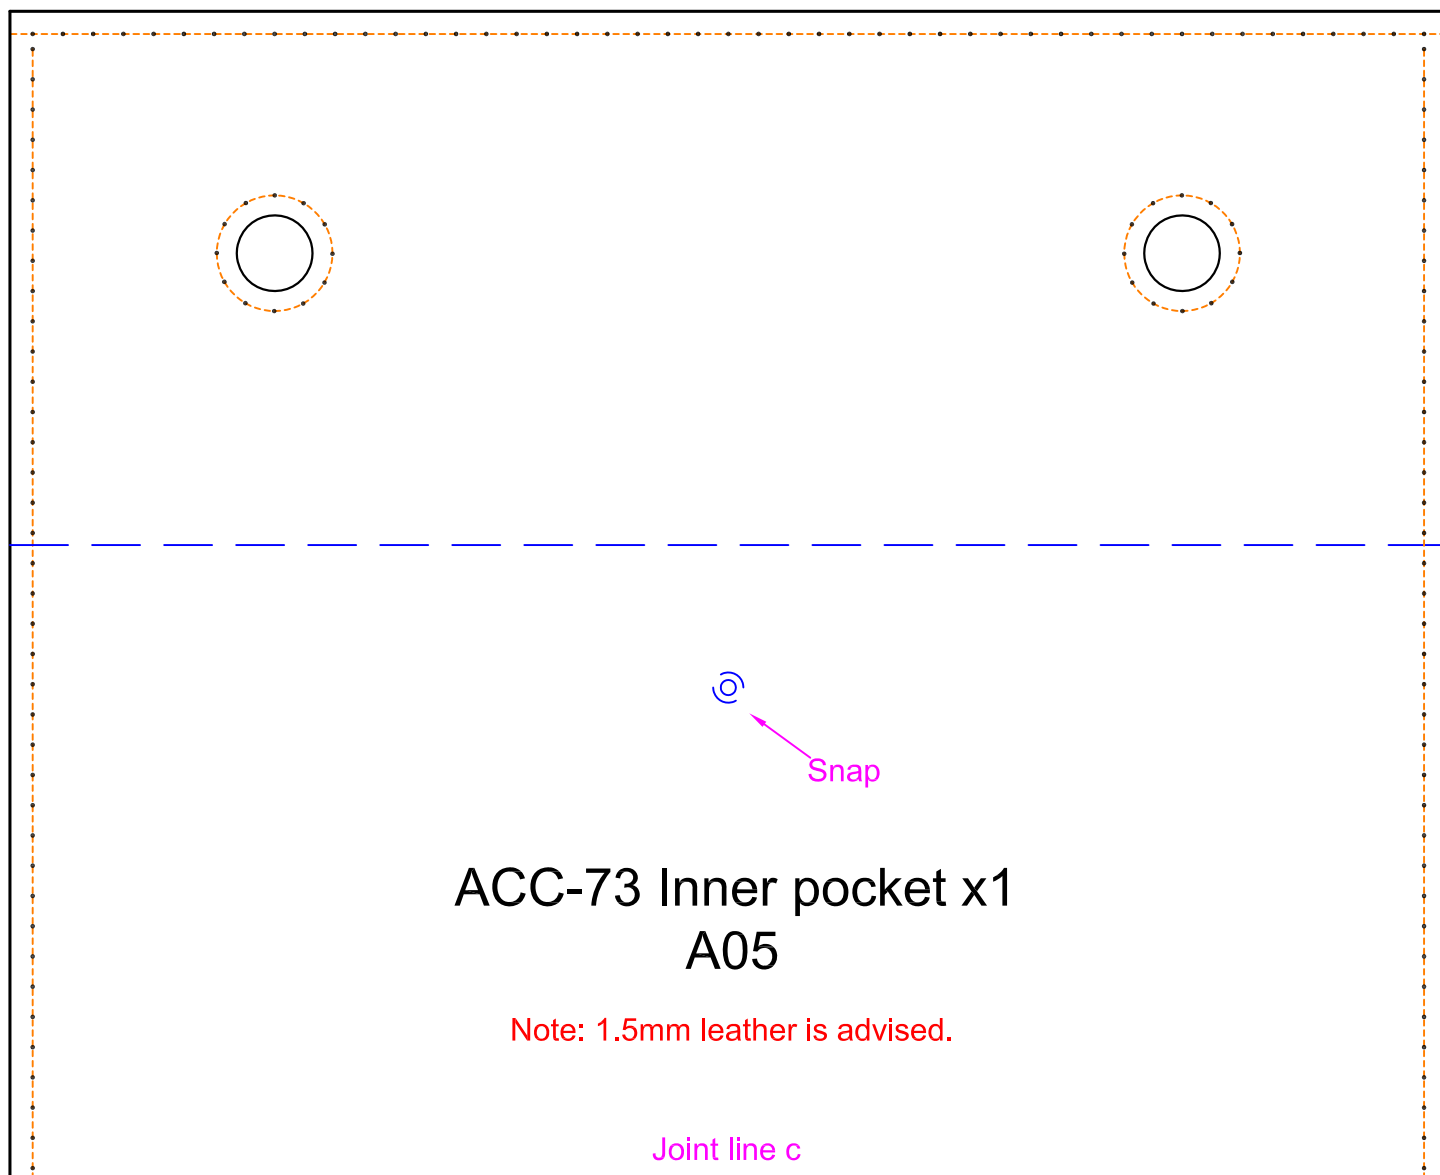 Snap
ACC-73 Inner pocket x1
A05
Note: 1.5mm leather is advised.
Joint line c